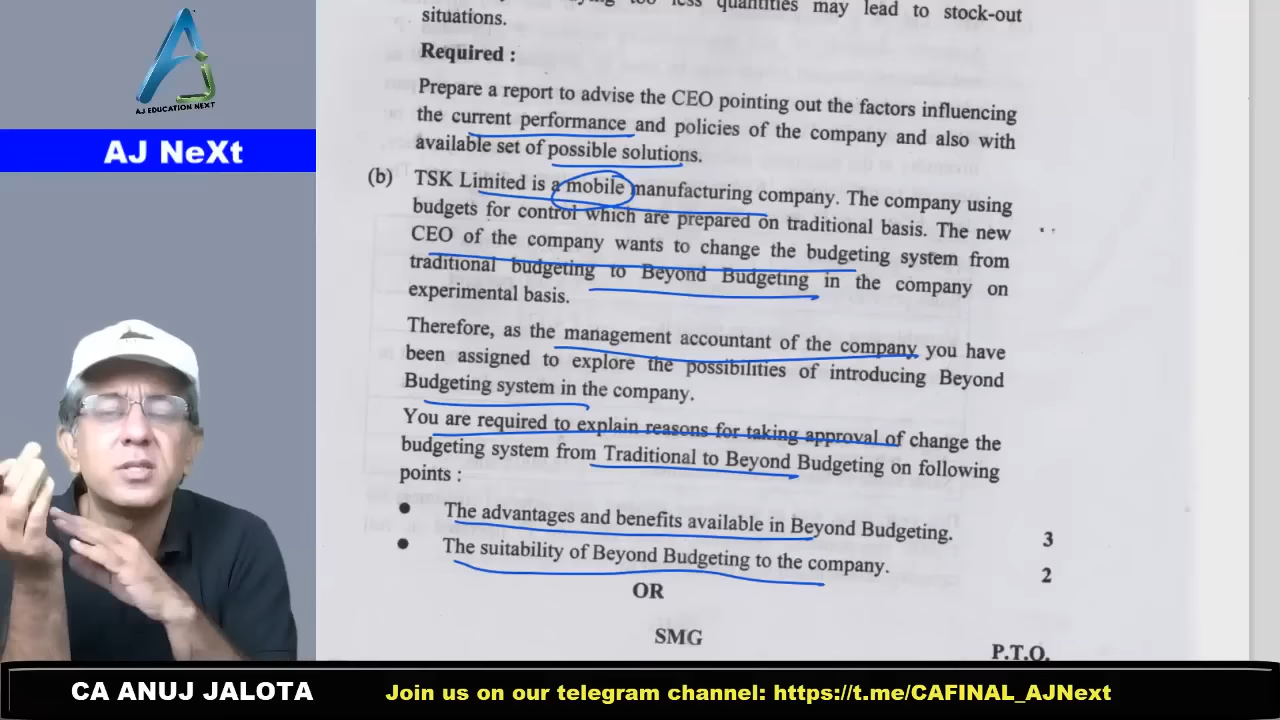 AJ EDUCATION NEXT
AJ NeXt
too less quantities may lead to stock-out
situations.
Required :
Prepare a report to advise the CEO pointing out the factors influencing
the current performance and policies of the company and also with
available set of possible solutions.
(b) TSK Limited is a mobile manufacturing company. The company using
budgets for control which are prepared on traditional basis. The new
CEO of the company wants to change the budgeting system from
traditional budgeting to Beyond Budgeting in the company on
experimental basis.
Therefore, as the management accountant of the company you have
been assigned to explore the possibilities of introducing Beyond
Budgeting system in the company.
You are required to explain reasons for taking approval of change the
budgeting system from Traditional to Beyond Budgeting on following
points :
• The advantages and benefits available in Beyond Budgeting. 3
• The suitability of Beyond Budgeting to the company. 2
OR
SMG
P.T.O.
CA ANUJ JALOTA
Join us on our telegram channel: https://t.me/CAFINAL_AJNext